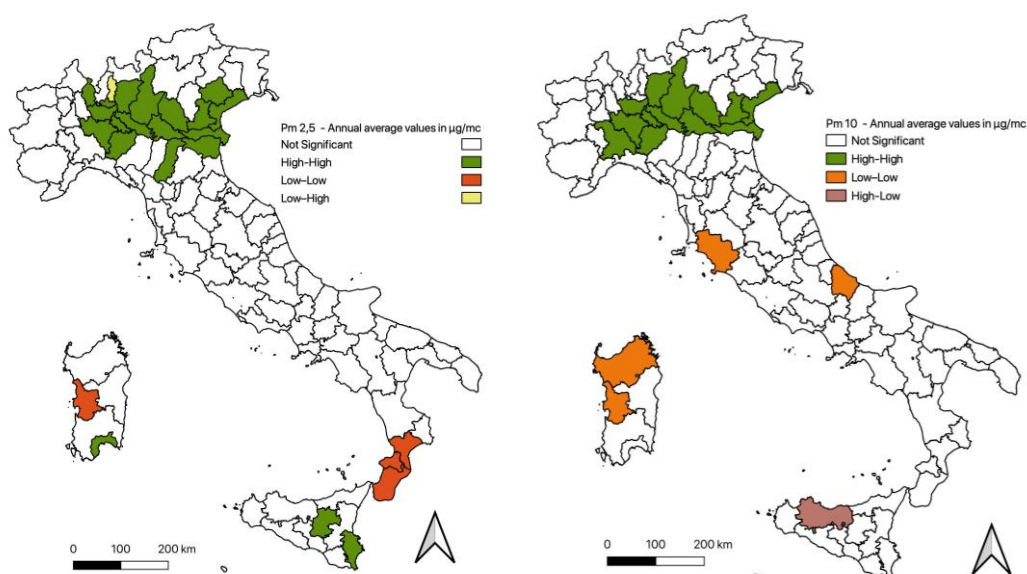 Pm 2,5 - Annual average values in µg/mc
Not Significant
High-High
Low-Low
Low-High
0 100 200 km
Pm 10 - Annual average values in µg/mc
Not Significant
High-High
Low-Low
High-Low
0 100 200 km